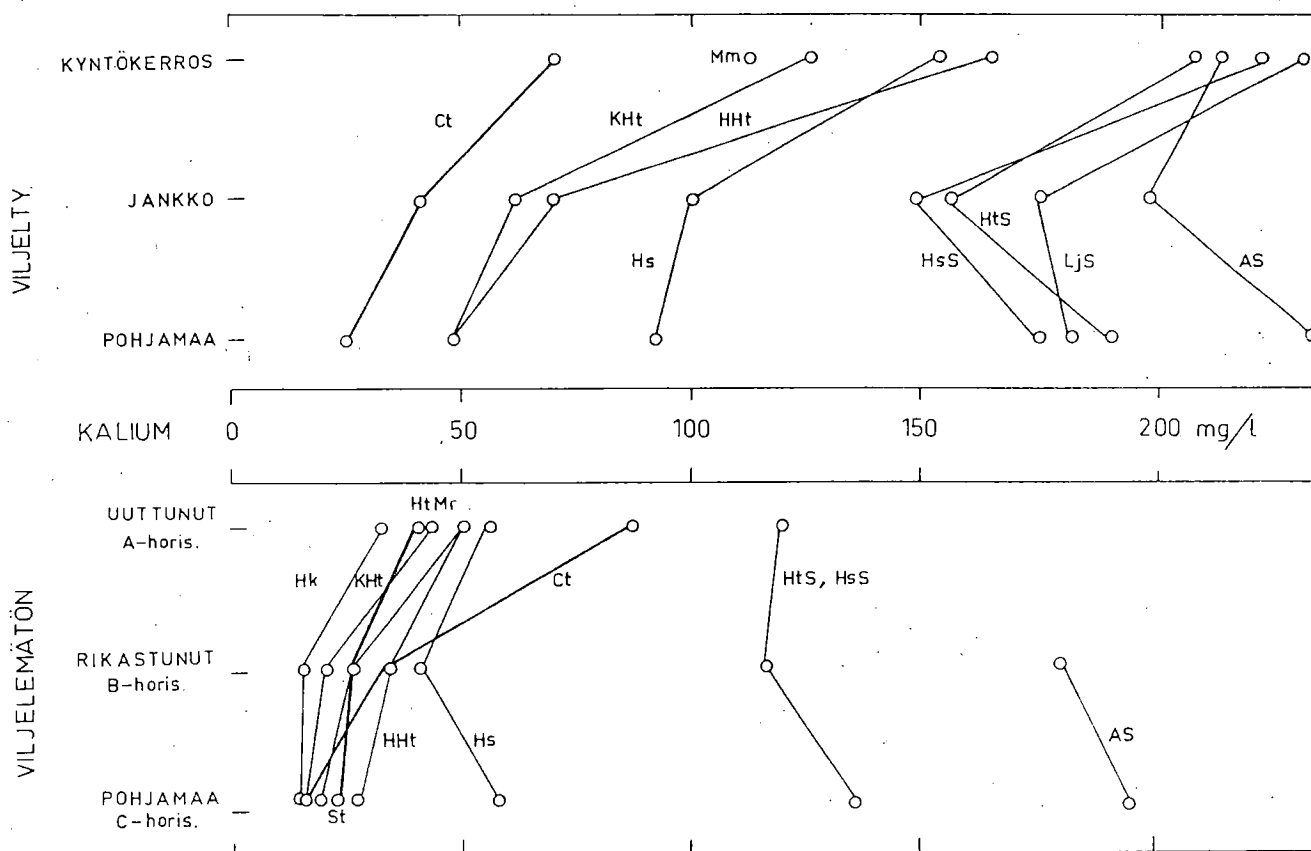 KYNTÖKERROS
Mm
Ct
KHt
HHt
VILJELTY
JANKKO
HtS
Hs
HsS
LjS
AS
POHJAMAA
KALIUM 0 50 100 150 200 mg/l
UUTTUNUT
A-horis.
HtMr
Hk
KHt
Ct
HtS, HsS
VILJELEMÄTÖN
RIKASTUNUT
B-horis.
HHt
Hs
AS
POHJAMAA
C-horis.
St